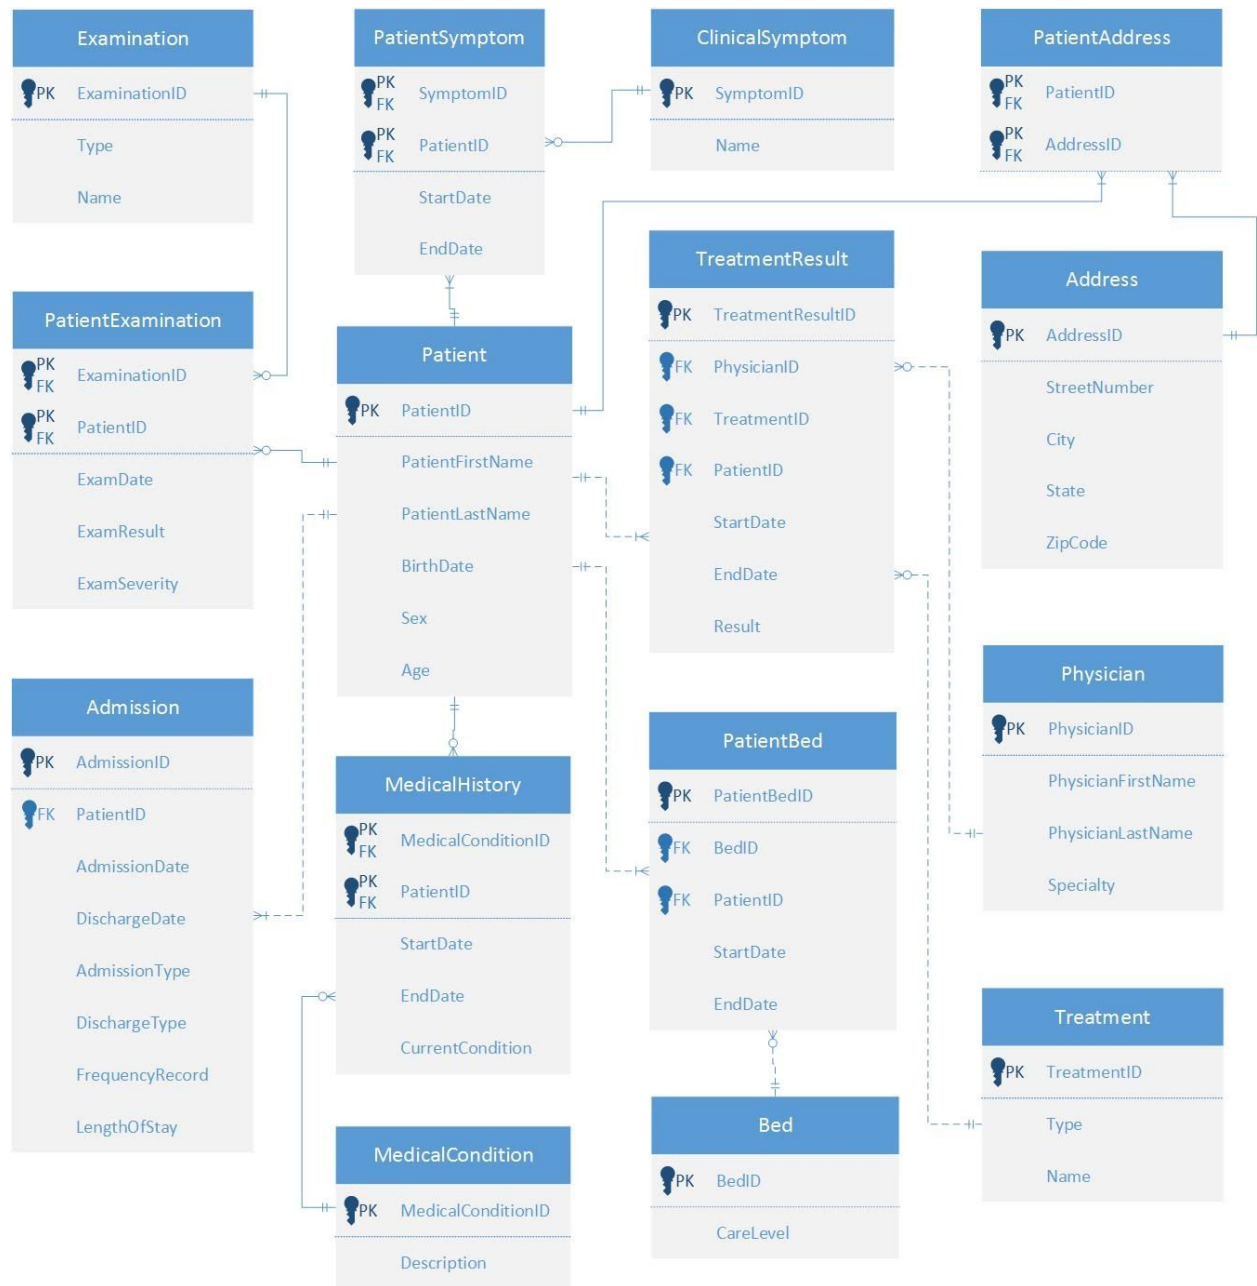 Examination
PK ExaminationID
Type
Name
PatientSymptom
PK
FK SymptomID
PK
FK PatientID
StartDate
EndDate
ClinicalSymptom
PK SymptomID
Name
PatientAddress
PK
FK PatientID
PK
FK AddressID
PatientExamination
PK
FK ExaminationID
PK
FK PatientID
ExamDate
ExamResult
ExamSeverity
Patient
PK PatientID
PatientFirstName
PatientLastName
BirthDate
Sex
Age
TreatmentResult
PK TreatmentResultID
FK PhysicianID
FK TreatmentID
FK PatientID
StartDate
EndDate
Result
Address
PK AddressID
StreetNumber
City
State
ZipCode
Admission
PK AdmissionID
FK PatientID
AdmissionDate
DischargeDate
AdmissionType
DischargeType
FrequencyRecord
LengthOfStay
MedicalHistory
PK
FK MedicalConditionID
PK
FK PatientID
StartDate
EndDate
CurrentCondition
PatientBed
PK PatientBedID
FK BedID
FK PatientID
StartDate
EndDate
Physician
PK PhysicianID
PhysicianFirstName
PhysicianLastName
Specialty
MedicalCondition
PK MedicalConditionID
Description
Bed
PK BedID
CareLevel
Treatment
PK TreatmentID
Type
Name